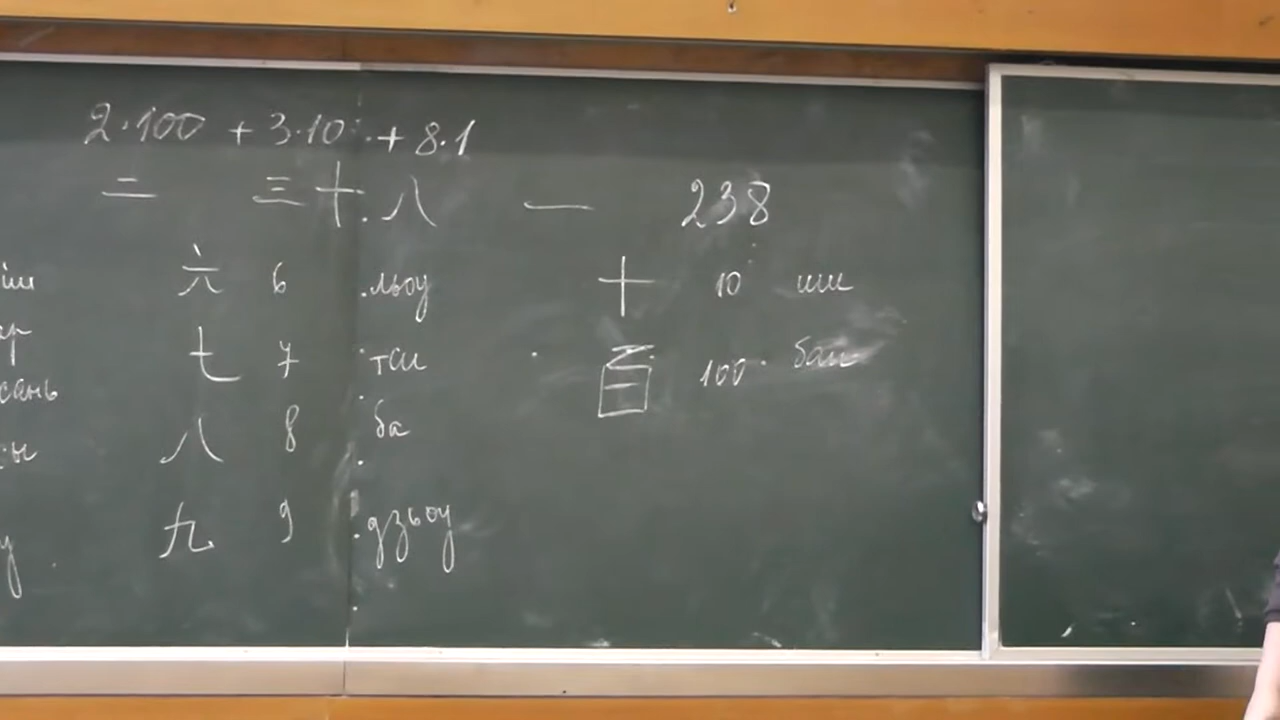 2·100 + 3·10 + 8·1
二 三十八 — 238
六 6 льоу 十 10 ши
七 7 тси 百 100 бай
сань
八 8 ба
九 9 дзьоу